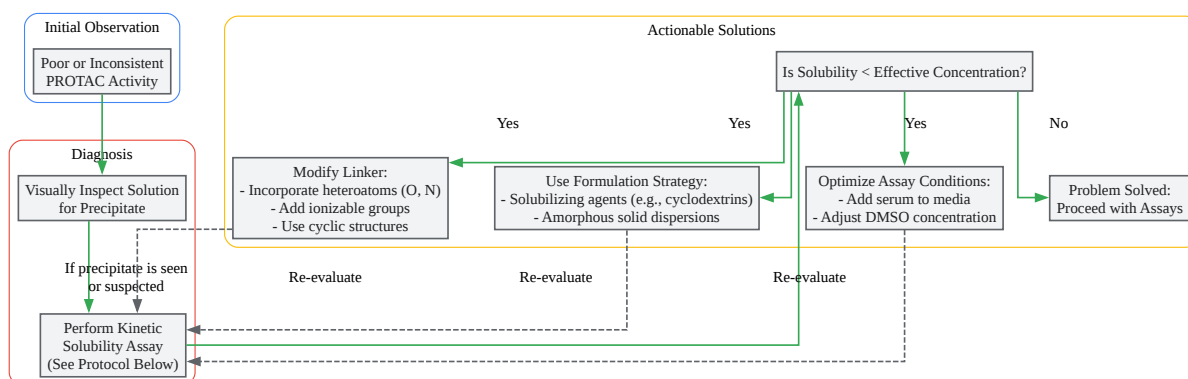 Initial Observation
Poor or Inconsistent
PROTAC Activity
Diagnosis
Visually Inspect Solution
for Precipitate
If precipitate is seen
or suspected
Perform Kinetic
Solubility Assay
(See Protocol Below)
Actionable Solutions
Is Solubility < Effective Concentration?
Yes
Yes
Yes
No
Modify Linker:
- Incorporate heteroatoms (O, N)
- Add ionizable groups
- Use cyclic structures
Use Formulation Strategy:
- Solubilizing agents (e.g., cyclodextrins)
- Amorphous solid dispersions
Optimize Assay Conditions:
- Add serum to media
- Adjust DMSO concentration
Problem Solved:
Proceed with Assays
Re-evaluate
Re-evaluate
Re-evaluate